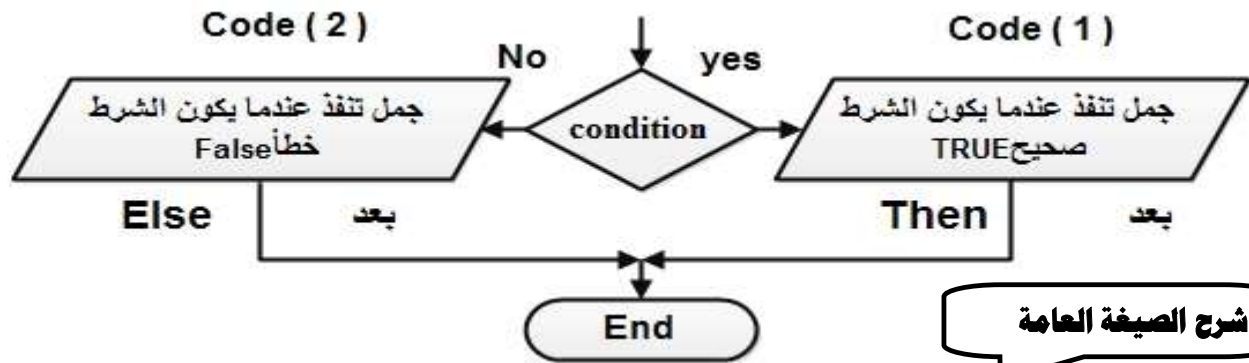 Code ( 2 )
Code ( 1 )
No
yes
جمل تنفذ عندما يكون الشرط
خطأFalse
condition
جمل تنفذ عندما يكون الشرط
صحيحTRUE
Else
بعد
Then
بعد
End
شرح الصيغة العامة